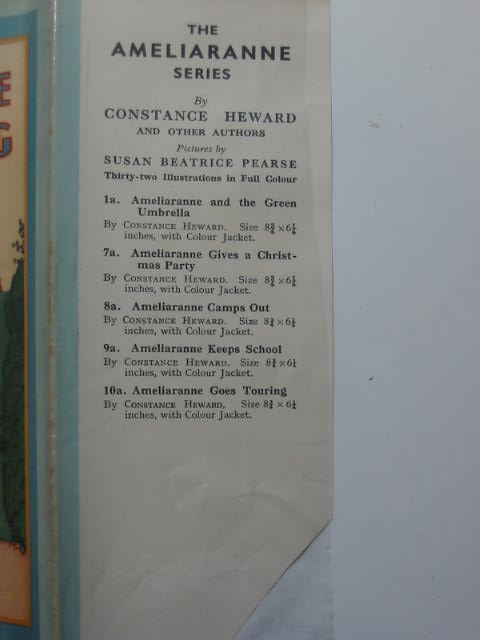 THE
AMELIARANNE
SERIES
By
CONSTANCE HEWARD
AND OTHER AUTHORS
Pictures by
SUSAN BEATRICE PEARSE
Thirty-two Illustrations in Full Colour
1a. Ameliaranne and the Green
Umbrella
By CONSTANCE HEWARD. Size 8¾ × 6¼
inches, with Colour Jacket.
7a. Ameliaranne Gives a Christ-
mas Party
By CONSTANCE HEWARD. Size 8¾ × 6¼
inches, with Colour Jacket.
8a. Ameliaranne Camps Out
By CONSTANCE HEWARD. Size 8¾ × 6¼
inches, with Colour Jacket.
9a. Ameliaranne Keeps School
By CONSTANCE HEWARD. Size 8¾ × 6¼
inches, with Colour Jacket.
10a. Ameliaranne Goes Touring
By CONSTANCE HEWARD, Size 8¾ × 6¼
inches, with Colour Jacket.